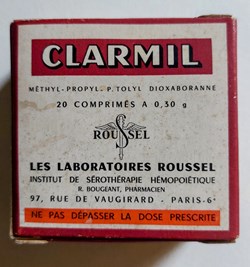 CLARMIL
MÉTHYL-PROPYL. P. TOLYL DIOXABORANNE
20 COMPRIMÉS A 0,30 g
ROUSSEL
LES LABORATOIRES ROUSSEL
INSTITUT DE SÉROTHÉRAPIE HÉMOPOÏÉTIQUE
R. BOUGEANT, PHARMACIEN
97, RUE DE VAUGIRARD - PARIS-6e
NE PAS DÉPASSER LA DOSE PRESCRITE